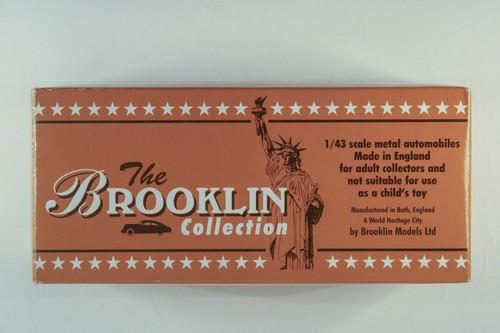 The
BROOKLIN
Collection
1/43 scale metal automobiles
Made in England
for adult collectors and
not suitable for use
as a child's toy
Manufactured in Bath, England
A World Heritage City
by Brooklin Models Ltd